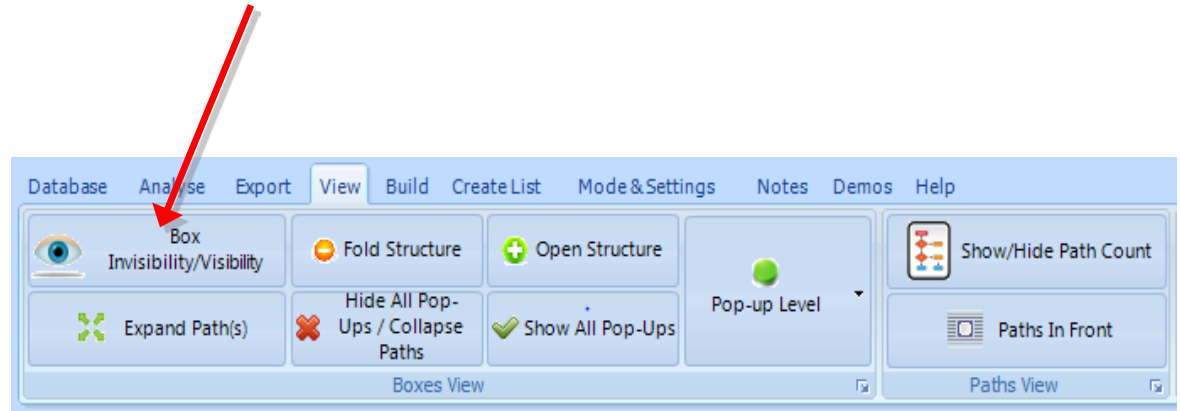 Database Analyse Export View Build Create List Mode & Settings Notes Demos Help
Box
Invisibility/Visibility
Fold Structure
Open Structure
Pop-up Level
Show/Hide Path Count
Expand Path(s)
Hide All Pop-
Ups / Collapse
Paths
Show All Pop-Ups
Paths In Front
Boxes View
Paths View